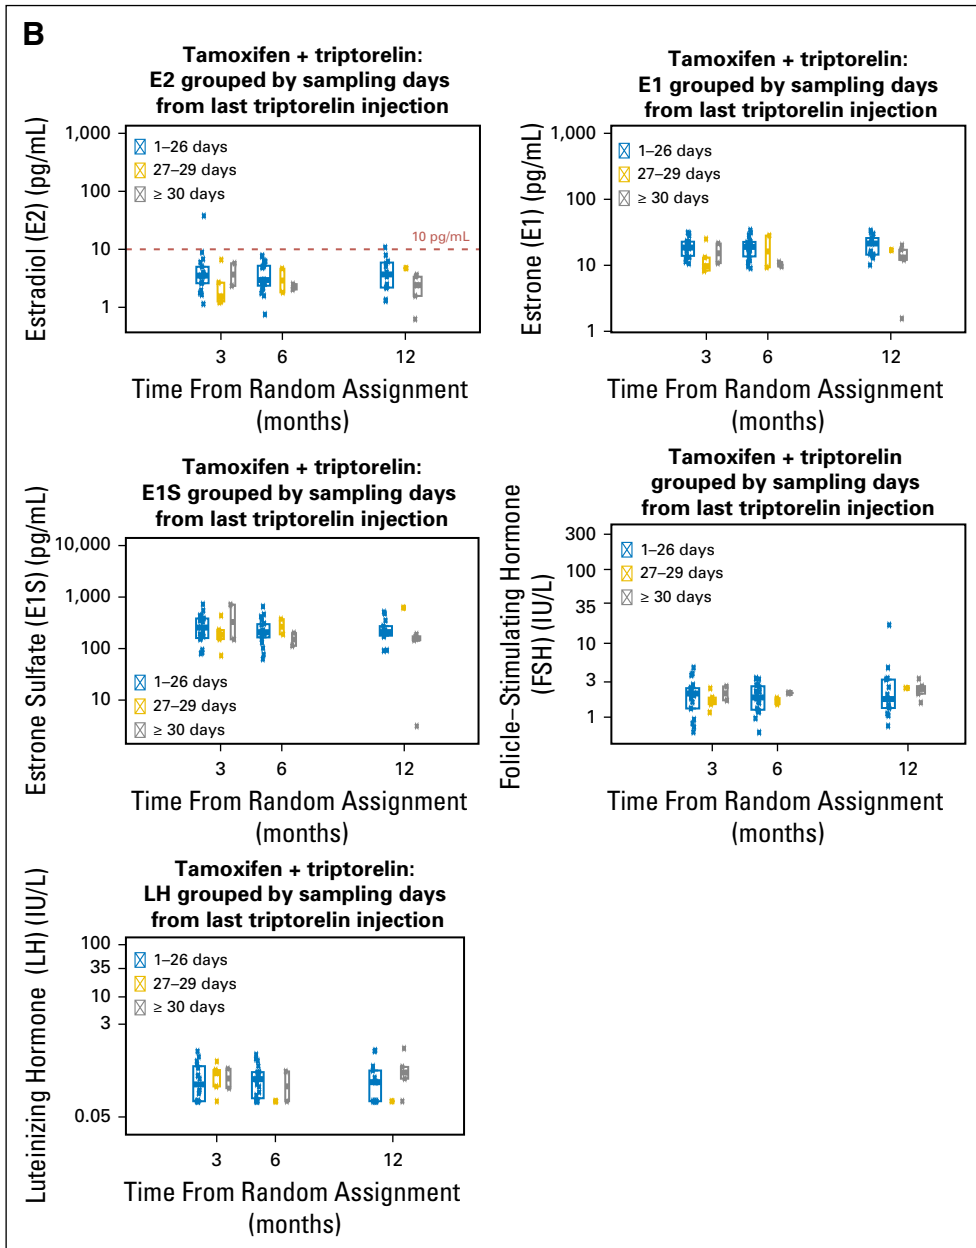 B
Tamoxifen + triptorelin:
E2 grouped by sampling days
from last triptorelin injection
Estradiol (E2) (pg/mL)
1,000
100
10
1
1–26 days
27–29 days
≥ 30 days
10 pg/mL
3
6
12
Time From Random Assignment
(months)
Tamoxifen + triptorelin:
E1 grouped by sampling days
from last triptorelin injection
Estrone (E1) (pg/mL)
1,000
100
10
1
1–26 days
27–29 days
≥ 30 days
3
6
12
Time From Random Assignment
(months)
Tamoxifen + triptorelin:
E1S grouped by sampling days
from last triptorelin injection
Estrone Sulfate (E1S) (pg/mL)
10,000
1,000
100
10
1–26 days
27–29 days
≥ 30 days
3
6
12
Time From Random Assignment
(months)
Tamoxifen + triptorelin
grouped by sampling days
from last triptorelin injection
Folicle–Stimulating Hormone
(FSH) (IU/L)
300
100
35
10
3
1
1–26 days
27–29 days
≥ 30 days
3
6
12
Time From Random Assignment
(months)
Tamoxifen + triptorelin:
LH grouped by sampling days
from last triptorelin injection
Luteinizing Hormone (LH) (IU/L)
100
35
10
3
0.05
1–26 days
27–29 days
≥ 30 days
3
6
12
Time From Random Assignment
(months)